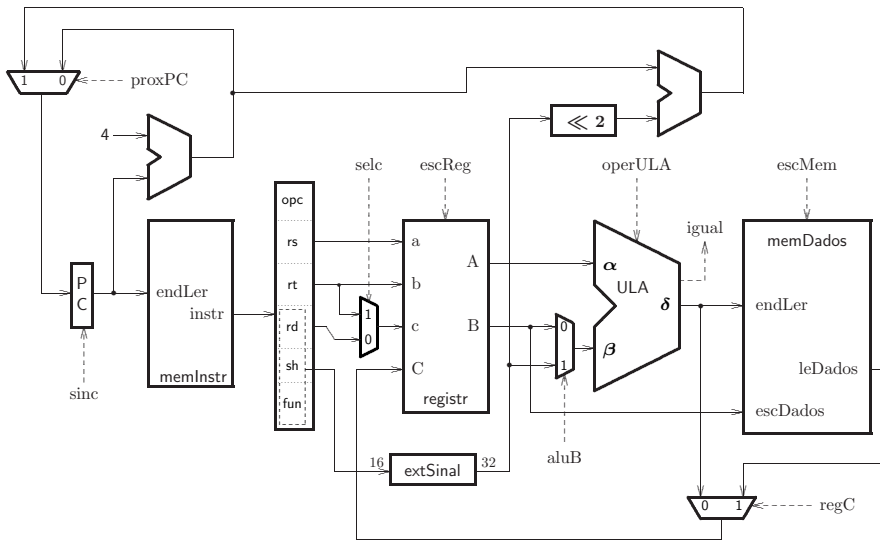 1 0
proxPC
4
≪ 2
selc
escReg
operULA
escMem
opc
igual
memDados
rs
a
P
C
rt
b
A
α
ULA
endLer
instr
1
0
rd
c
B
0
1
β
δ
endLer
sh
C
leDados
memInstr
sinc
fun
registr
escDados
16
extSinal
32
aluB
0 1
regC